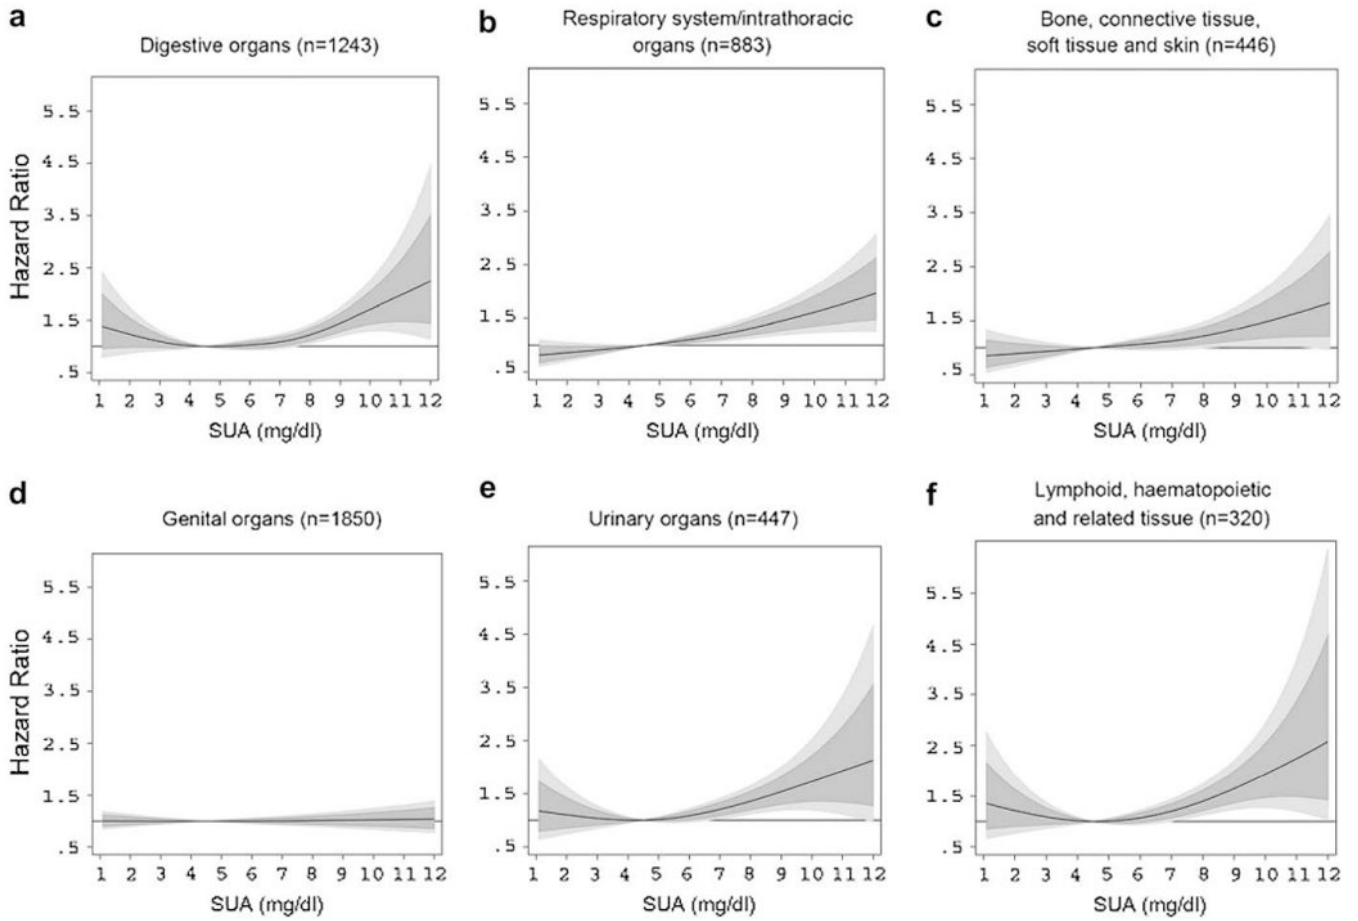 a
Digestive organs (n=1243)
Hazard Ratio
5.5
4.5
3.5
2.5
1.5
.5
1 2 3 4 5 6 7 8 9 10 11 12
SUA (mg/dl)
b
Respiratory system/intrathoracic
organs (n=883)
5.5
4.5
3.5
2.5
1.5
.5
1 2 3 4 5 6 7 8 9 10 11 12
SUA (mg/dl)
c
Bone, connective tissue,
soft tissue and skin (n=446)
5.5
4.5
3.5
2.5
1.5
.5
1 2 3 4 5 6 7 8 9 10 11 12
SUA (mg/dl)
d
Genital organs (n=1850)
Hazard Ratio
5.5
4.5
3.5
2.5
1.5
.5
1 2 3 4 5 6 7 8 9 10 11 12
SUA (mg/dl)
e
Urinary organs (n=447)
5.5
4.5
3.5
2.5
1.5
.5
1 2 3 4 5 6 7 8 9 10 11 12
SUA (mg/dl)
f
Lymphoid, haematopoietic
and related tissue (n=320)
5.5
4.5
3.5
2.5
1.5
.5
1 2 3 4 5 6 7 8 9 10 11 12
SUA (mg/dl)